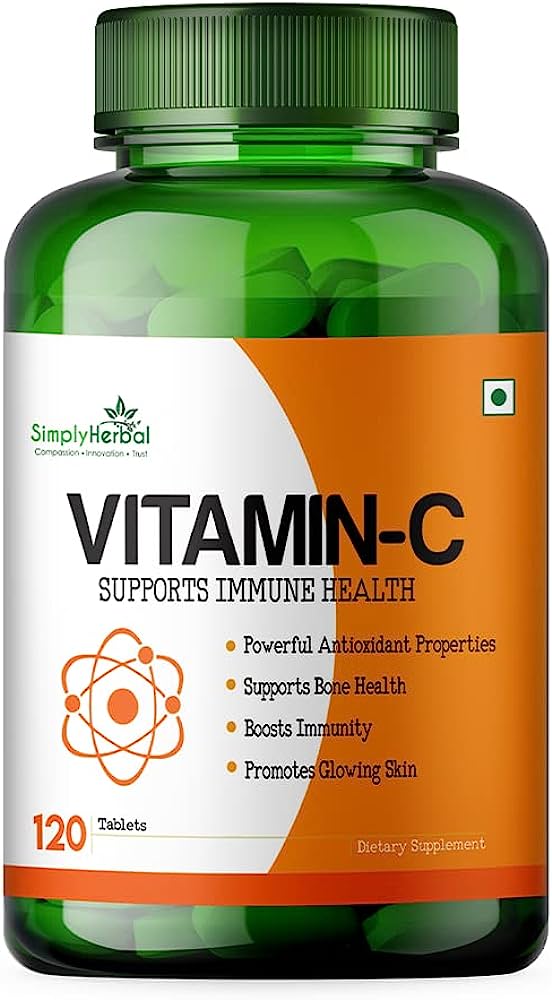 SimplyHerbal
Compassion • Innovation • Trust
VITAMIN-C
SUPPORTS IMMUNE HEALTH
• Powerful Antioxidant Properties
• Supports Bone Health
• Boosts Immunity
• Promotes Glowing Skin
120 Tablets
Dietary Supplement